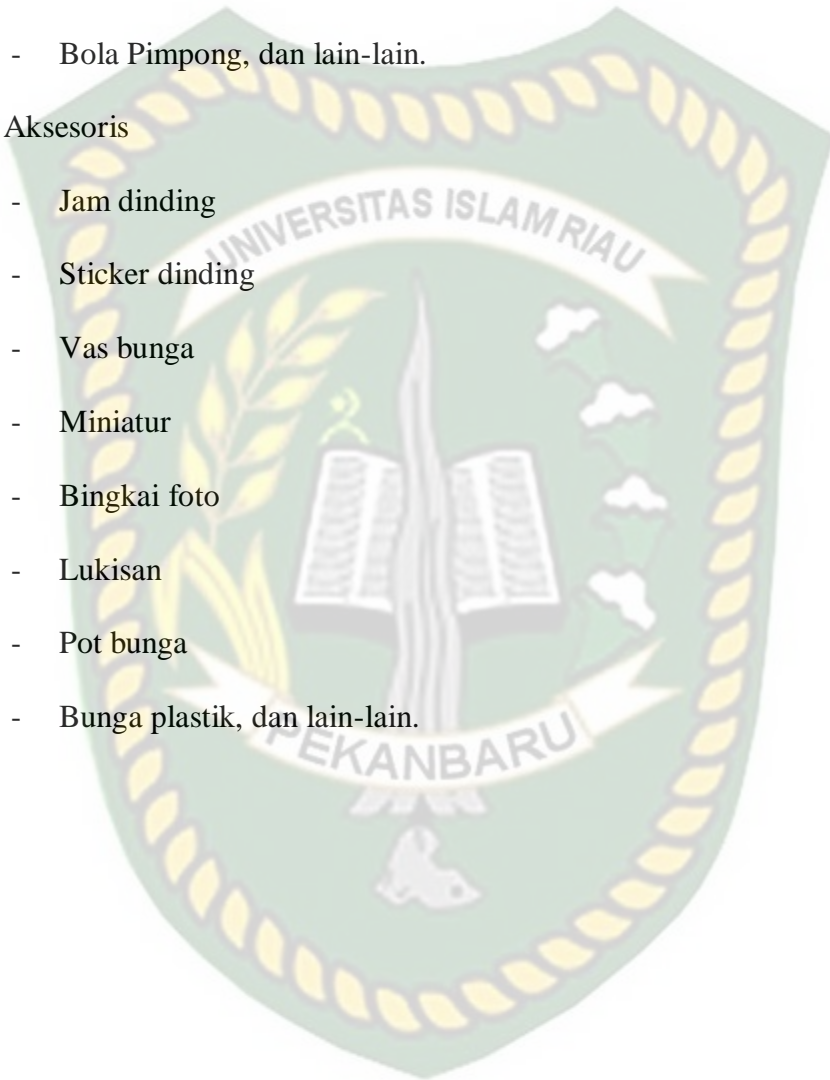 - Bola Pimpong, dan lain-lain.
Aksesoris
- Jam dinding
UNIVERSITAS ISLAM RIAU
- Sticker dinding
- Vas bunga
- Miniatur
- Bingkai foto
- Lukisan
- Pot bunga
- Bunga plastik, dan lain-lain.
PEKANBARU